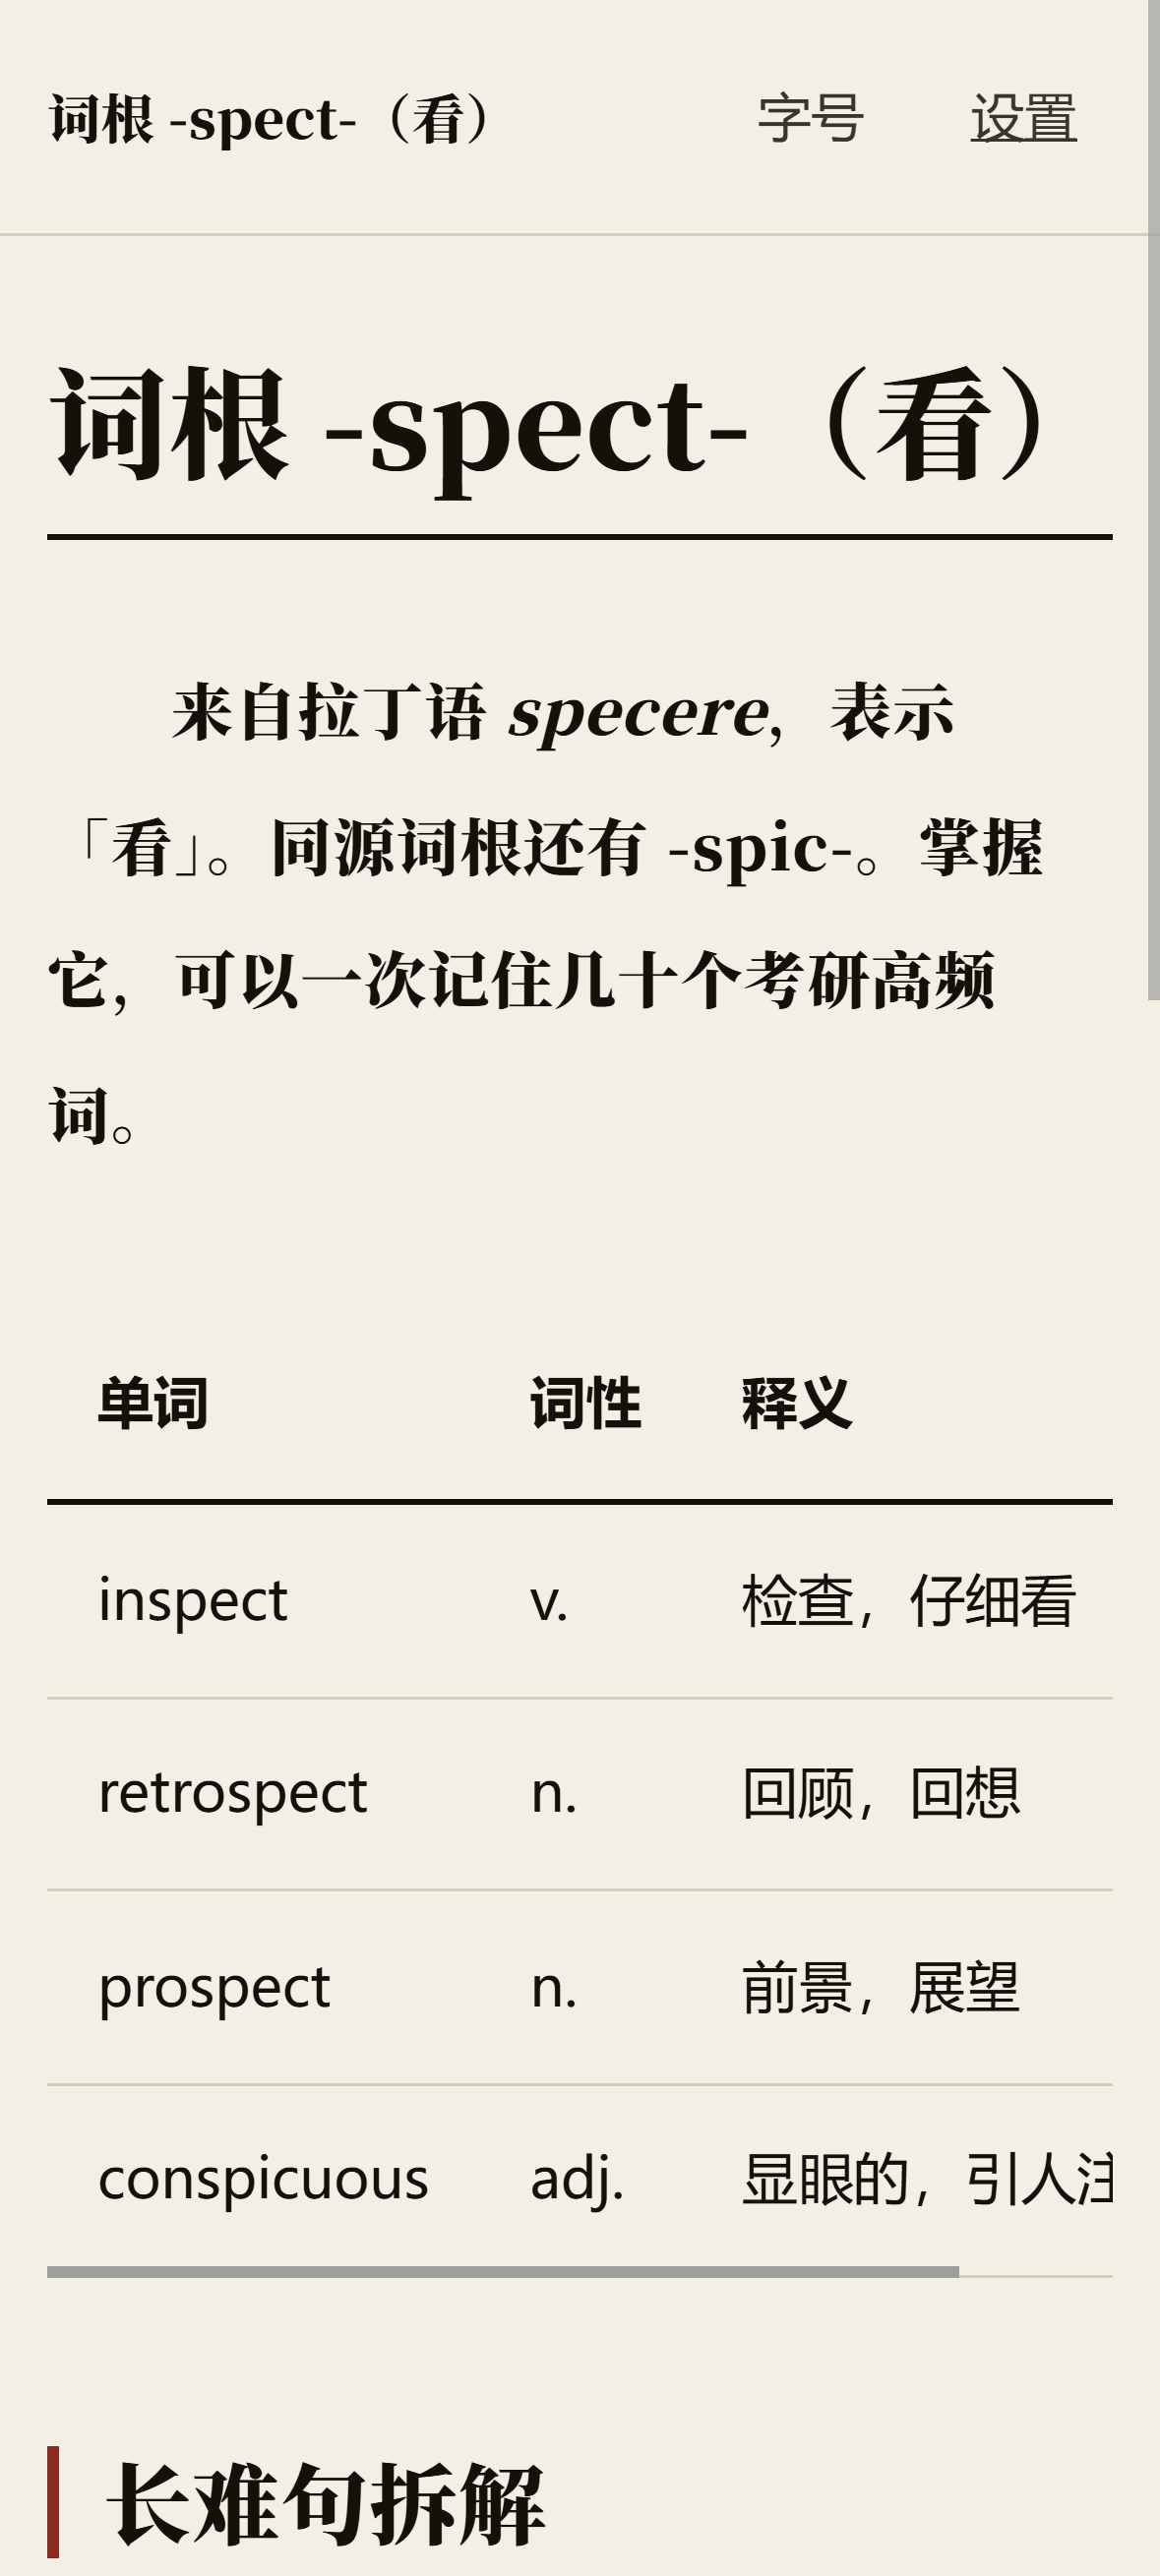 词根 -spect-（看） 字号 设置
词根 -spect-（看）
来自拉丁语 specere，表示
「看」。同源词根还有 -spic-。掌握
它，可以一次记住几十个考研高频
词。
单词 词性 释义
inspect v. 检查，仔细看
retrospect n. 回顾，回想
prospect n. 前景，展望
conspicuous adj. 显眼的，引人注
长难句拆解